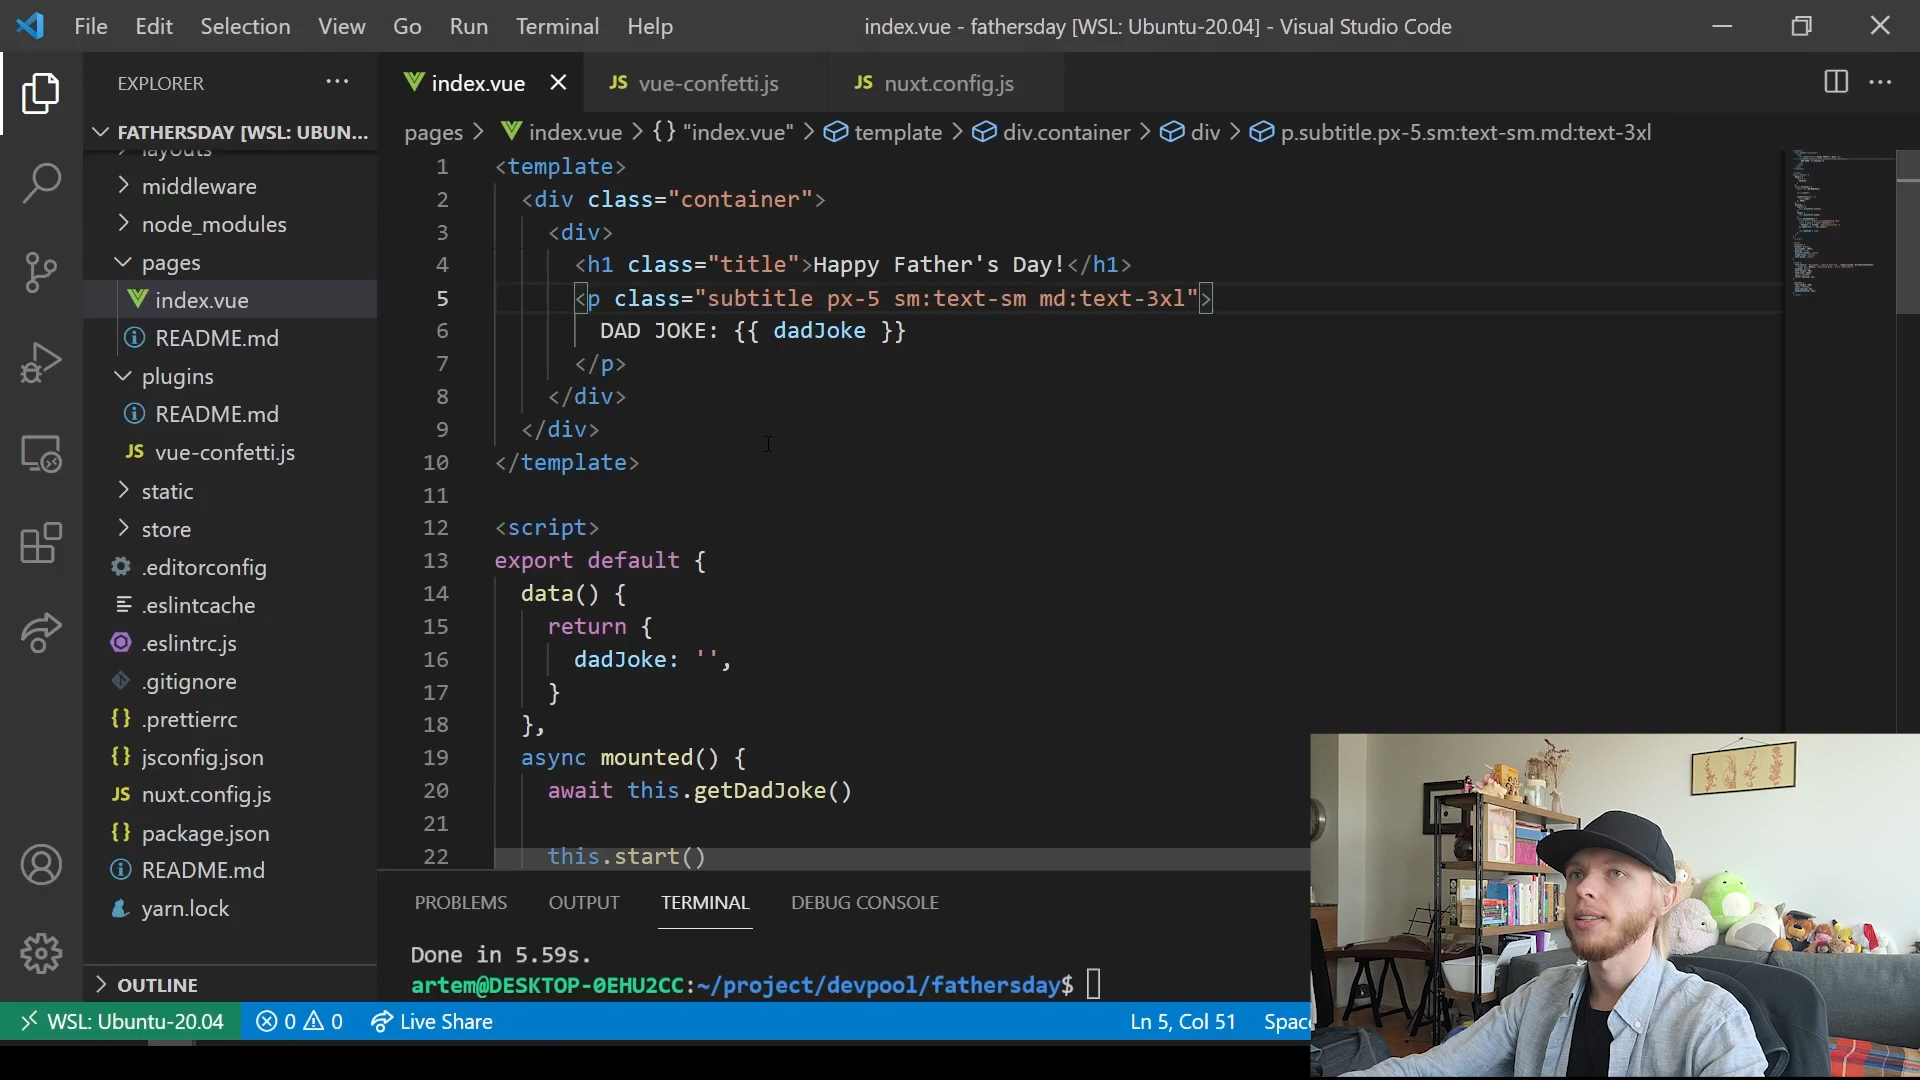 File Edit Selection View Go Run Terminal Help
index.vue - fathersday [WSL: Ubuntu-20.04] - Visual Studio Code
EXPLORER
FATHERSDAY [WSL: UBUN...
layouts
middleware
node_modules
pages
index.vue
README.md
plugins
README.md
vue-confetti.js
static
store
.editorconfig
.eslintcache
.eslintrc.js
.gitignore
.prettierrc
jsconfig.json
nuxt.config.js
package.json
README.md
yarn.lock
OUTLINE
index.vue
JS vue-confetti.js
JS nuxt.config.js
pages > index.vue > {} "index.vue" > template > div.container > div > p.subtitle.px-5.sm:text-sm.md:text-3xl
1 <template>
2 <div class="container">
3 <div>
4 <h1 class="title">Happy Father's Day!</h1>
5 <p class="subtitle px-5 sm:text-sm md:text-3xl">
6 DAD JOKE: {{ dadJoke }}
7 </p>
8 </div>
9 </div>
10 </template>
11
12 <script>
13 export default {
14 data() {
15 return {
16 dadJoke: '',
17 }
18 },
19 async mounted() {
20 await this.getDadJoke()
21
22 this.start()
PROBLEMS OUTPUT TERMINAL DEBUG CONSOLE
Done in 5.59s.
artem@DESKTOP-0EHU2CC:~/project/devpool/fathersday$
WSL: Ubuntu-20.04 0 0 Live Share Ln 5, Col 51